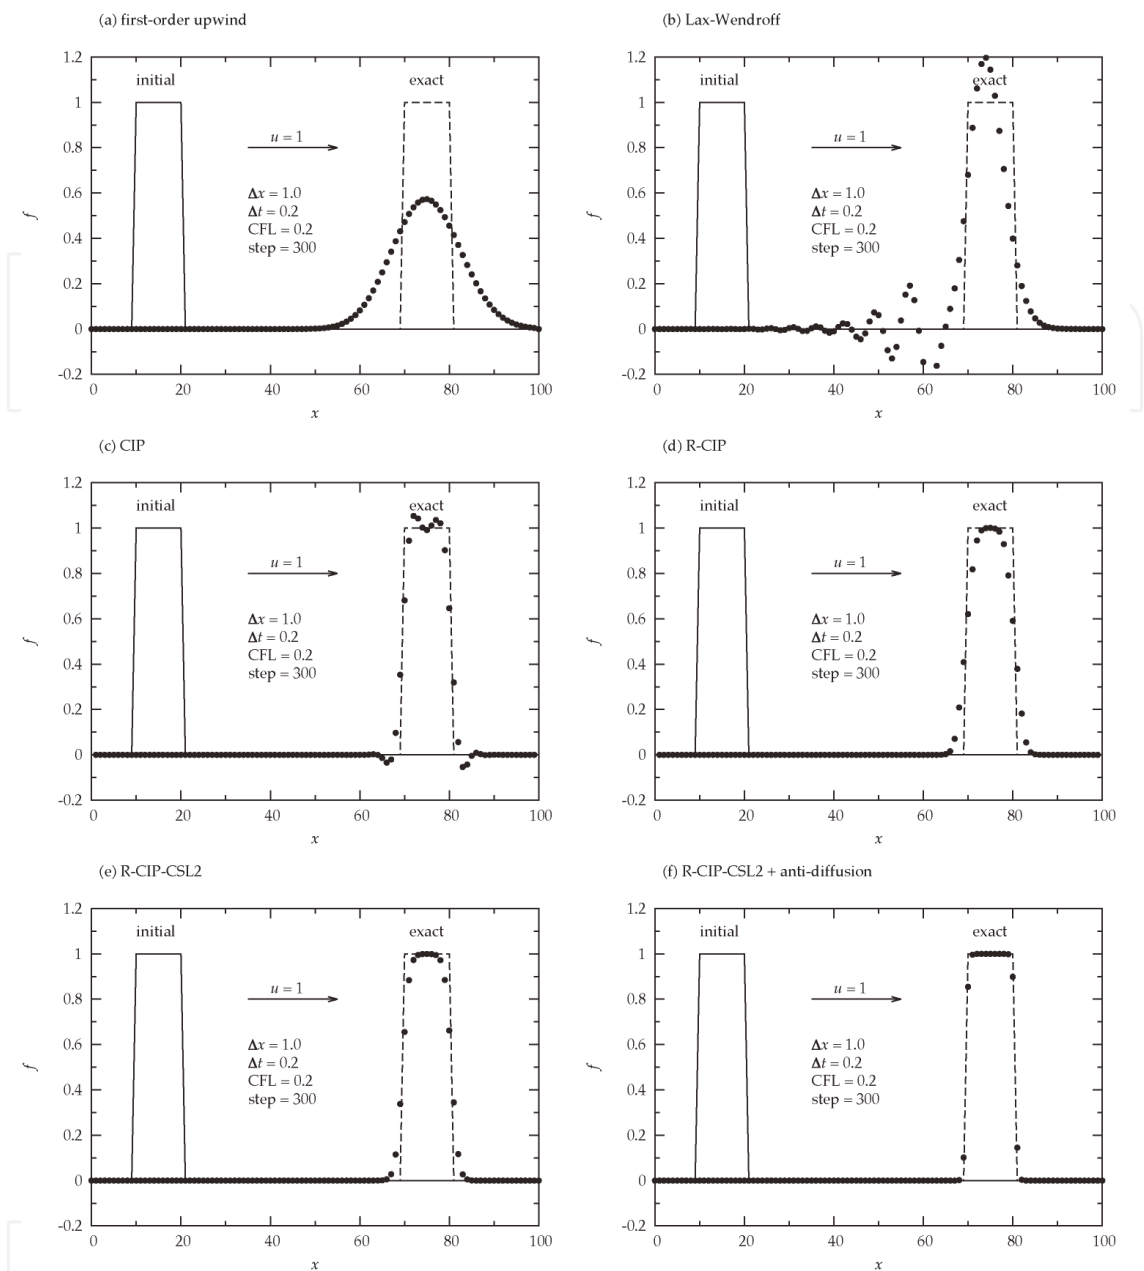 (a) first-order upwind
1.2
1
0.8
0.6
0.4
0.2
0
-0.2
f
initial
exact
u = 1
Δx = 1.0
Δt = 0.2
CFL = 0.2
step = 300
0 20 40 60 80 100
x
(b) Lax-Wendroff
1.2
1
0.8
0.6
0.4
0.2
0
-0.2
f
initial
exact
u = 1
Δx = 1.0
Δt = 0.2
CFL = 0.2
step = 300
0 20 40 60 80 100
x
(c) CIP
1.2
1
0.8
0.6
0.4
0.2
0
-0.2
f
initial
exact
u = 1
Δx = 1.0
Δt = 0.2
CFL = 0.2
step = 300
0 20 40 60 80 100
x
(d) R-CIP
1.2
1
0.8
0.6
0.4
0.2
0
-0.2
f
initial
exact
u = 1
Δx = 1.0
Δt = 0.2
CFL = 0.2
step = 300
0 20 40 60 80 100
x
(e) R-CIP-CSL2
1.2
1
0.8
0.6
0.4
0.2
0
-0.2
f
initial
exact
u = 1
Δx = 1.0
Δt = 0.2
CFL = 0.2
step = 300
0 20 40 60 80 100
x
(f) R-CIP-CSL2 + anti-diffusion
1.2
1
0.8
0.6
0.4
0.2
0
-0.2
f
initial
exact
u = 1
Δx = 1.0
Δt = 0.2
CFL = 0.2
step = 300
0 20 40 60 80 100
x